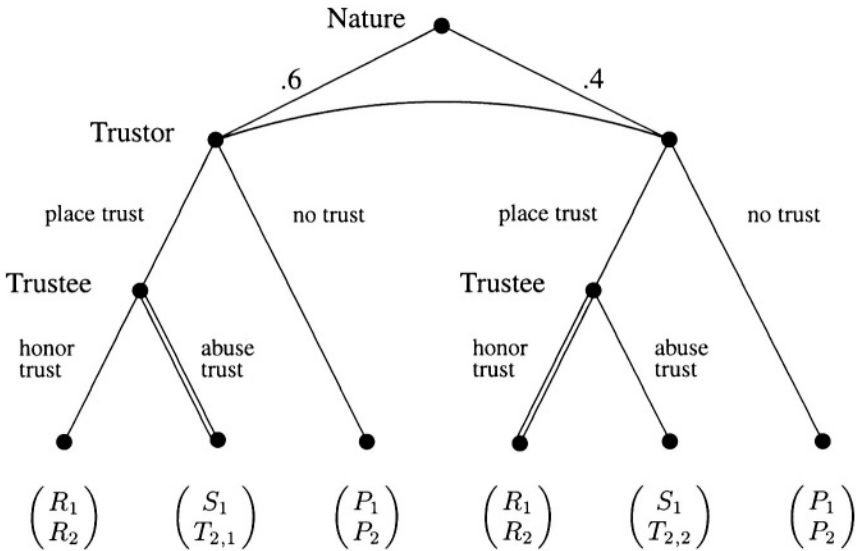 Nature
.6 .4
Trustor
place trust no trust place trust no trust
Trustee Trustee
honor abuse honor abuse
trust trust trust trust
R₁ S₁ P₁ R₁ S₁ P₁
R₂ T₂,₁ P₂ R₂ T₂,₂ P₂